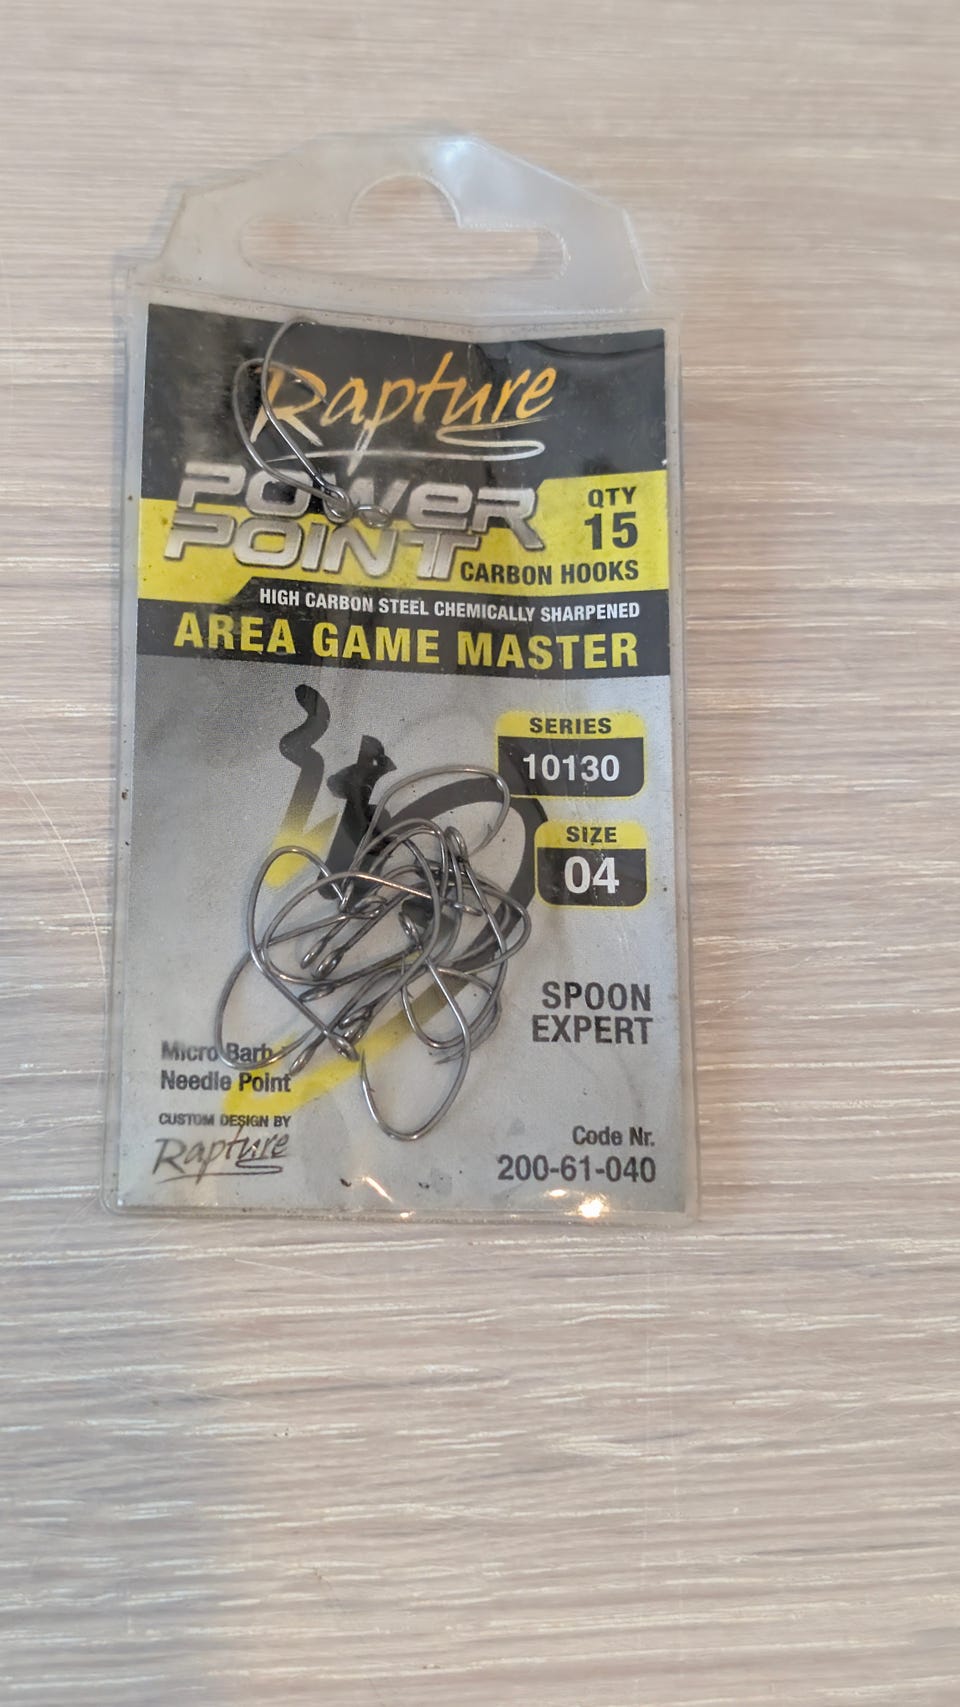 Rapture
POWER
POINT
QTY
15
CARBON HOOKS
HIGH CARBON STEEL CHEMICALLY SHARPENED
AREA GAME MASTER
SERIES
10130
SIZE
04
SPOON
EXPERT
Micro Barb
Needle Point
CUSTOM DESIGN BY
Rapture
Code Nr.
200-61-040